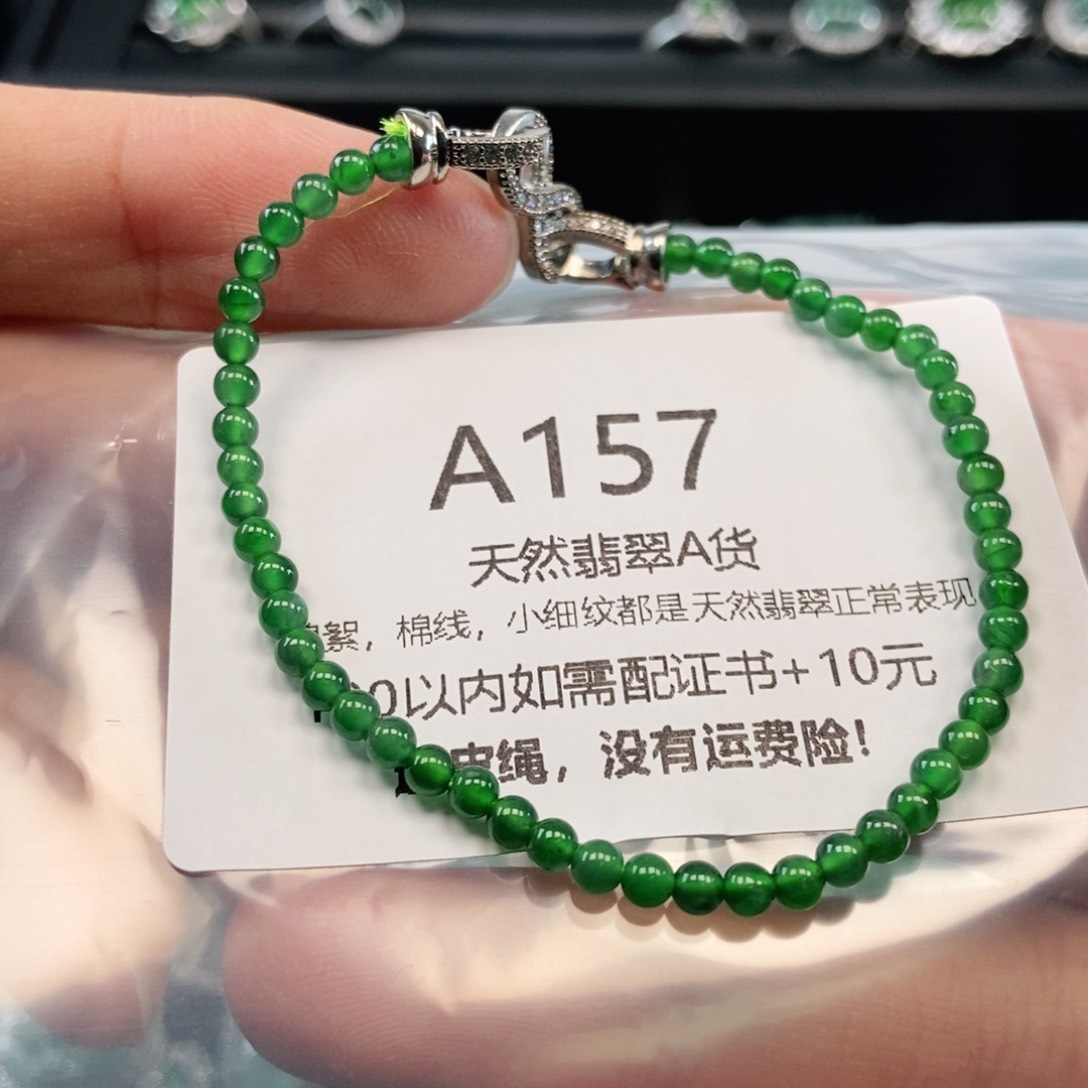 A157
天然翡翠A货
絮，棉线，小细纹都是天然翡翠正常表现
0以内如需配证书+10元
皮绳，没有运费险！